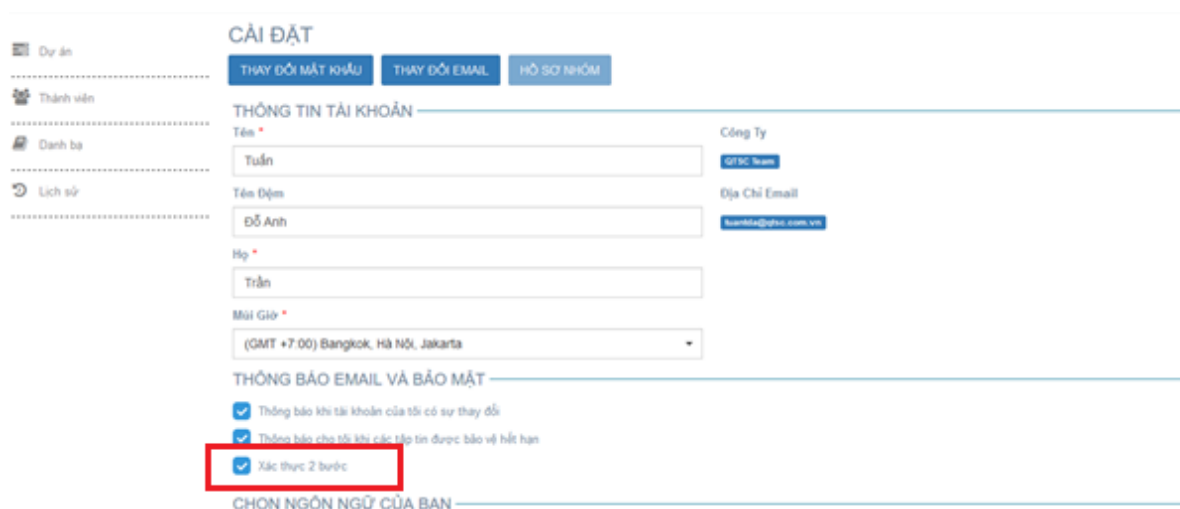 Dự án
Thành viên
Danh bạ
Lịch sử
CÀI ĐẶT
THAY ĐỔI MẬT KHẨU
THAY ĐỔI EMAIL
HỒ SƠ NHÓM
THÔNG TIN TÀI KHOẢN
Tên *
Tuấn
Tên Đệm
Đỗ Anh
Họ *
Trần
Múi Giờ *
(GMT +7:00) Bangkok, Hà Nội, Jakarta
Công Ty
QTSC Team
Địa Chỉ Email
tuantda@qtsc.com.vn
THÔNG BÁO EMAIL VÀ BẢO MẬT
Thông báo khi tài khoản của tôi có sự thay đổi
Thông báo cho tôi khi các tập tin được bảo vệ hết hạn
Xác thực 2 bước
CHỌN NGÔN NGỮ CỦA BẠN